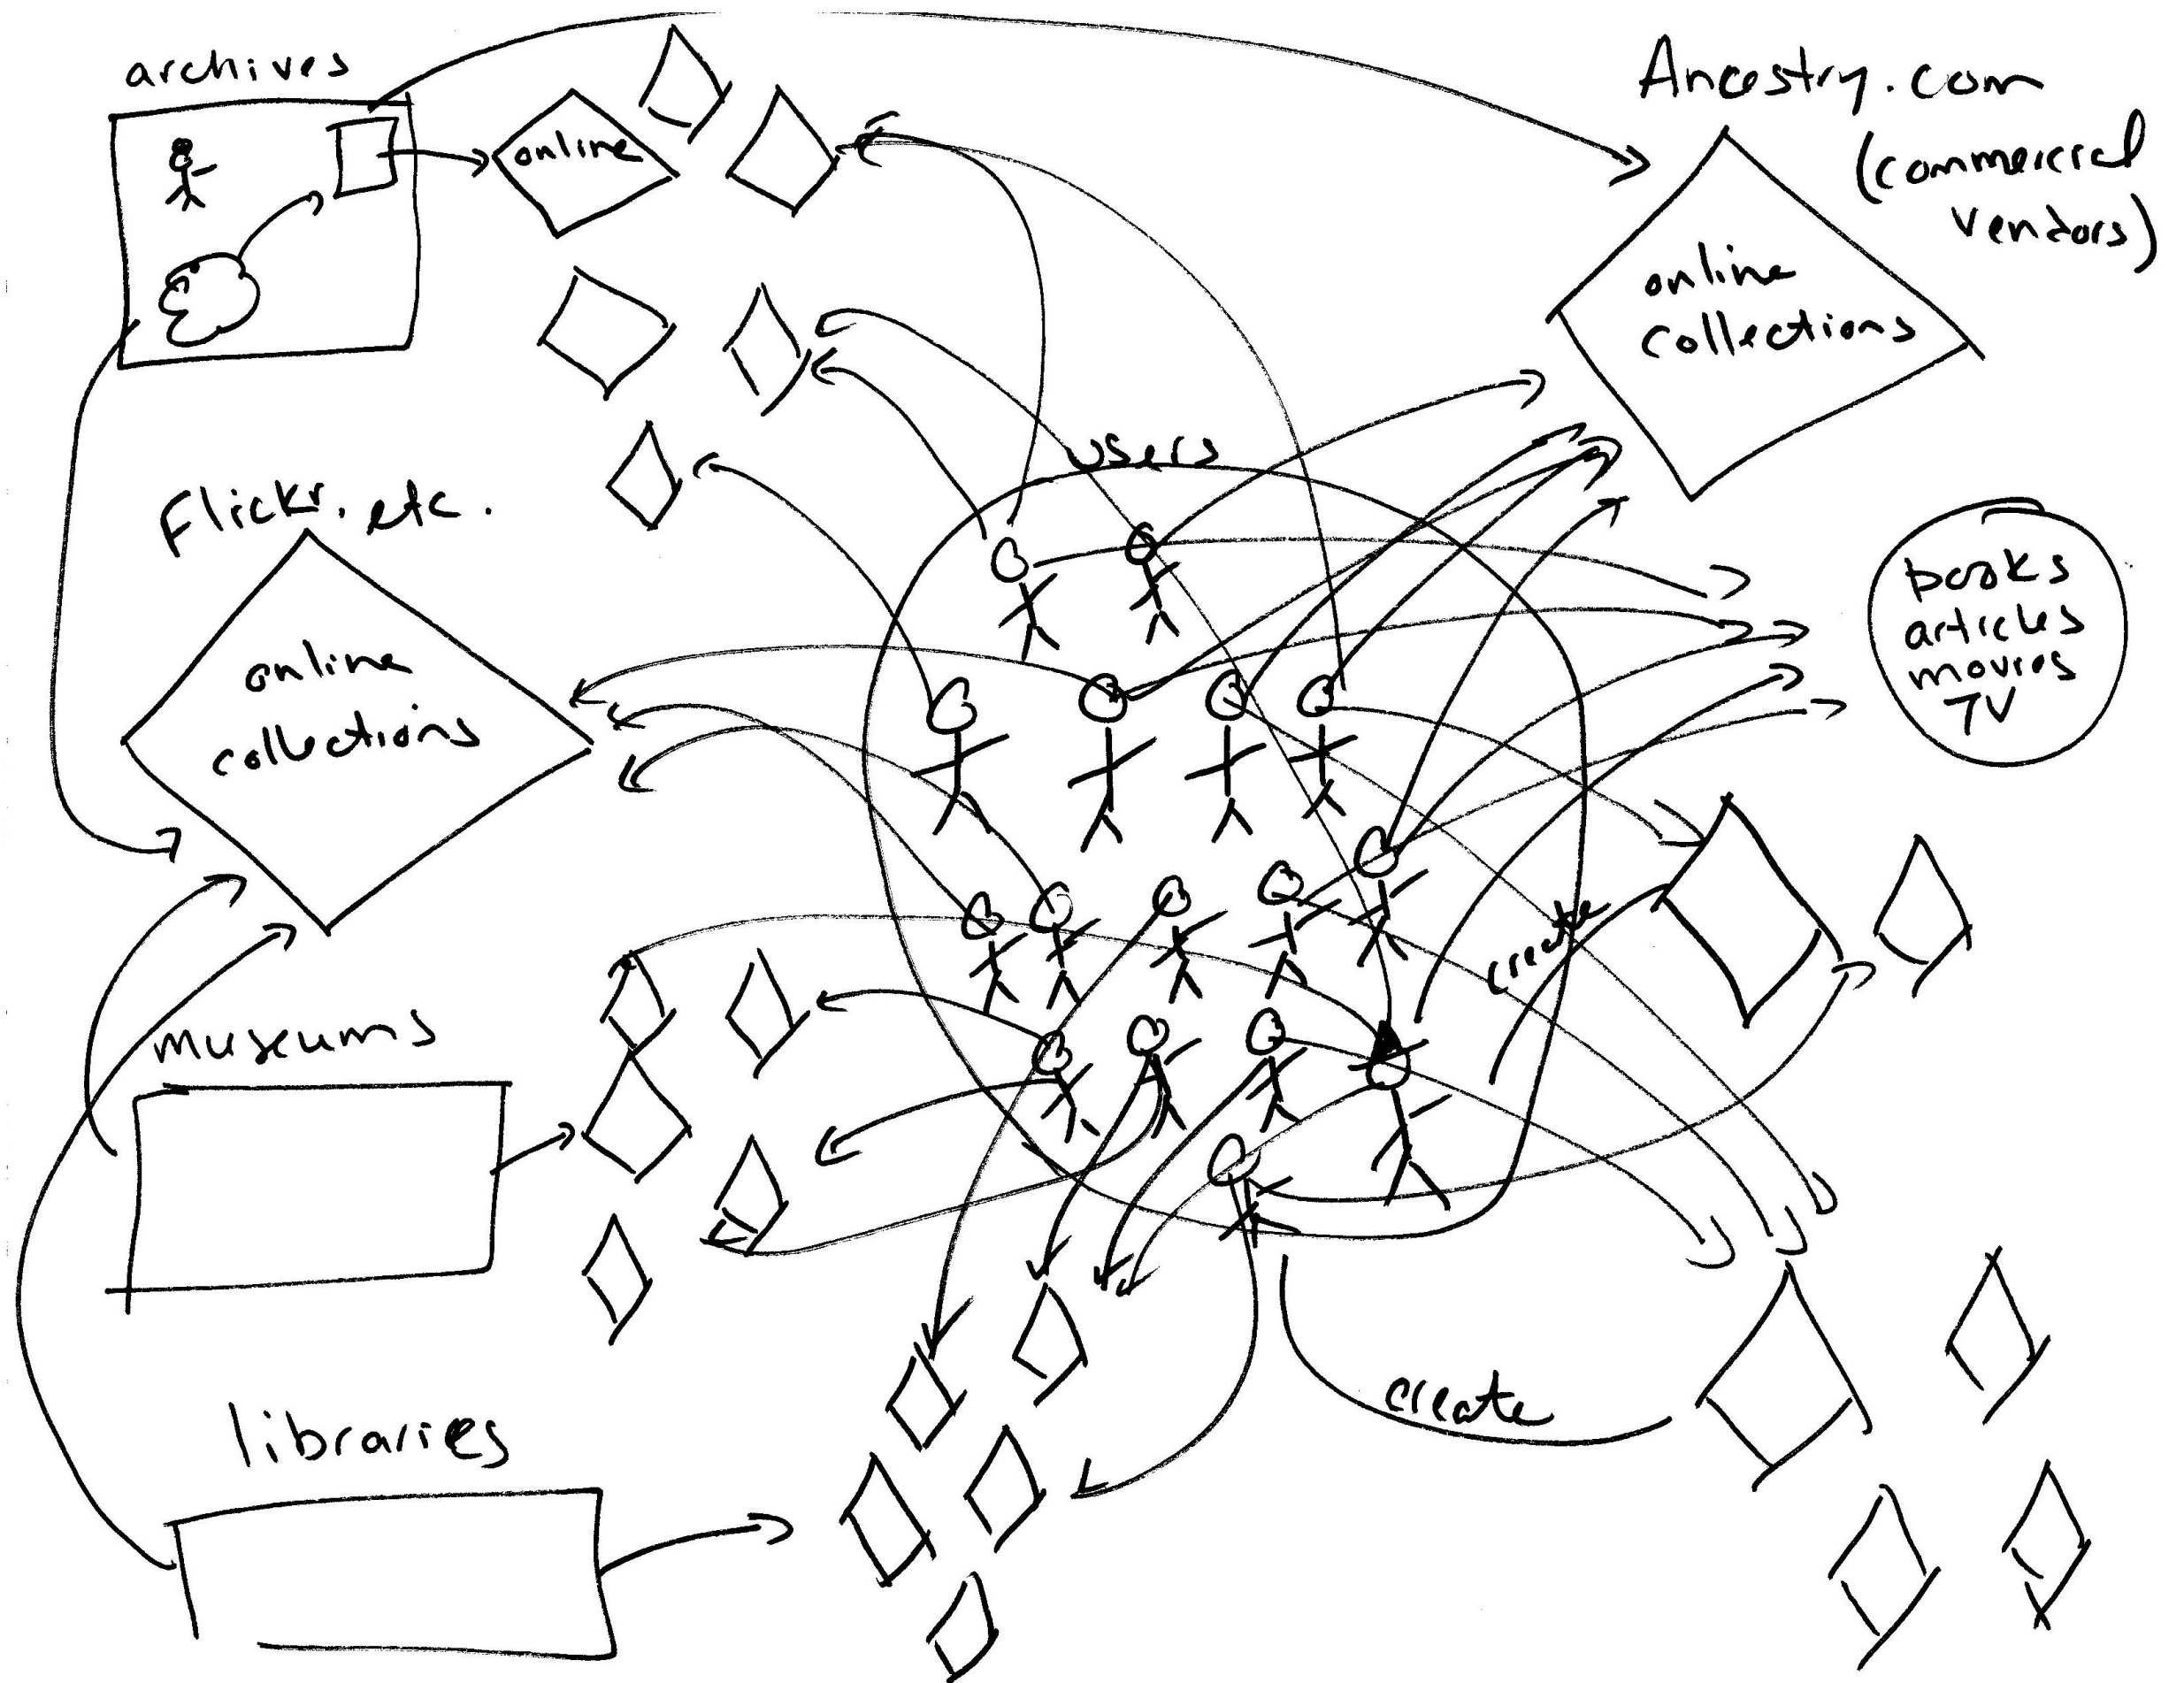 archives
online
Ancestry.com
(commercial
vendors)
online
collections
users
Flickr. etc.
online
collections
books
articles
movies
TV
create
museums
create
libraries